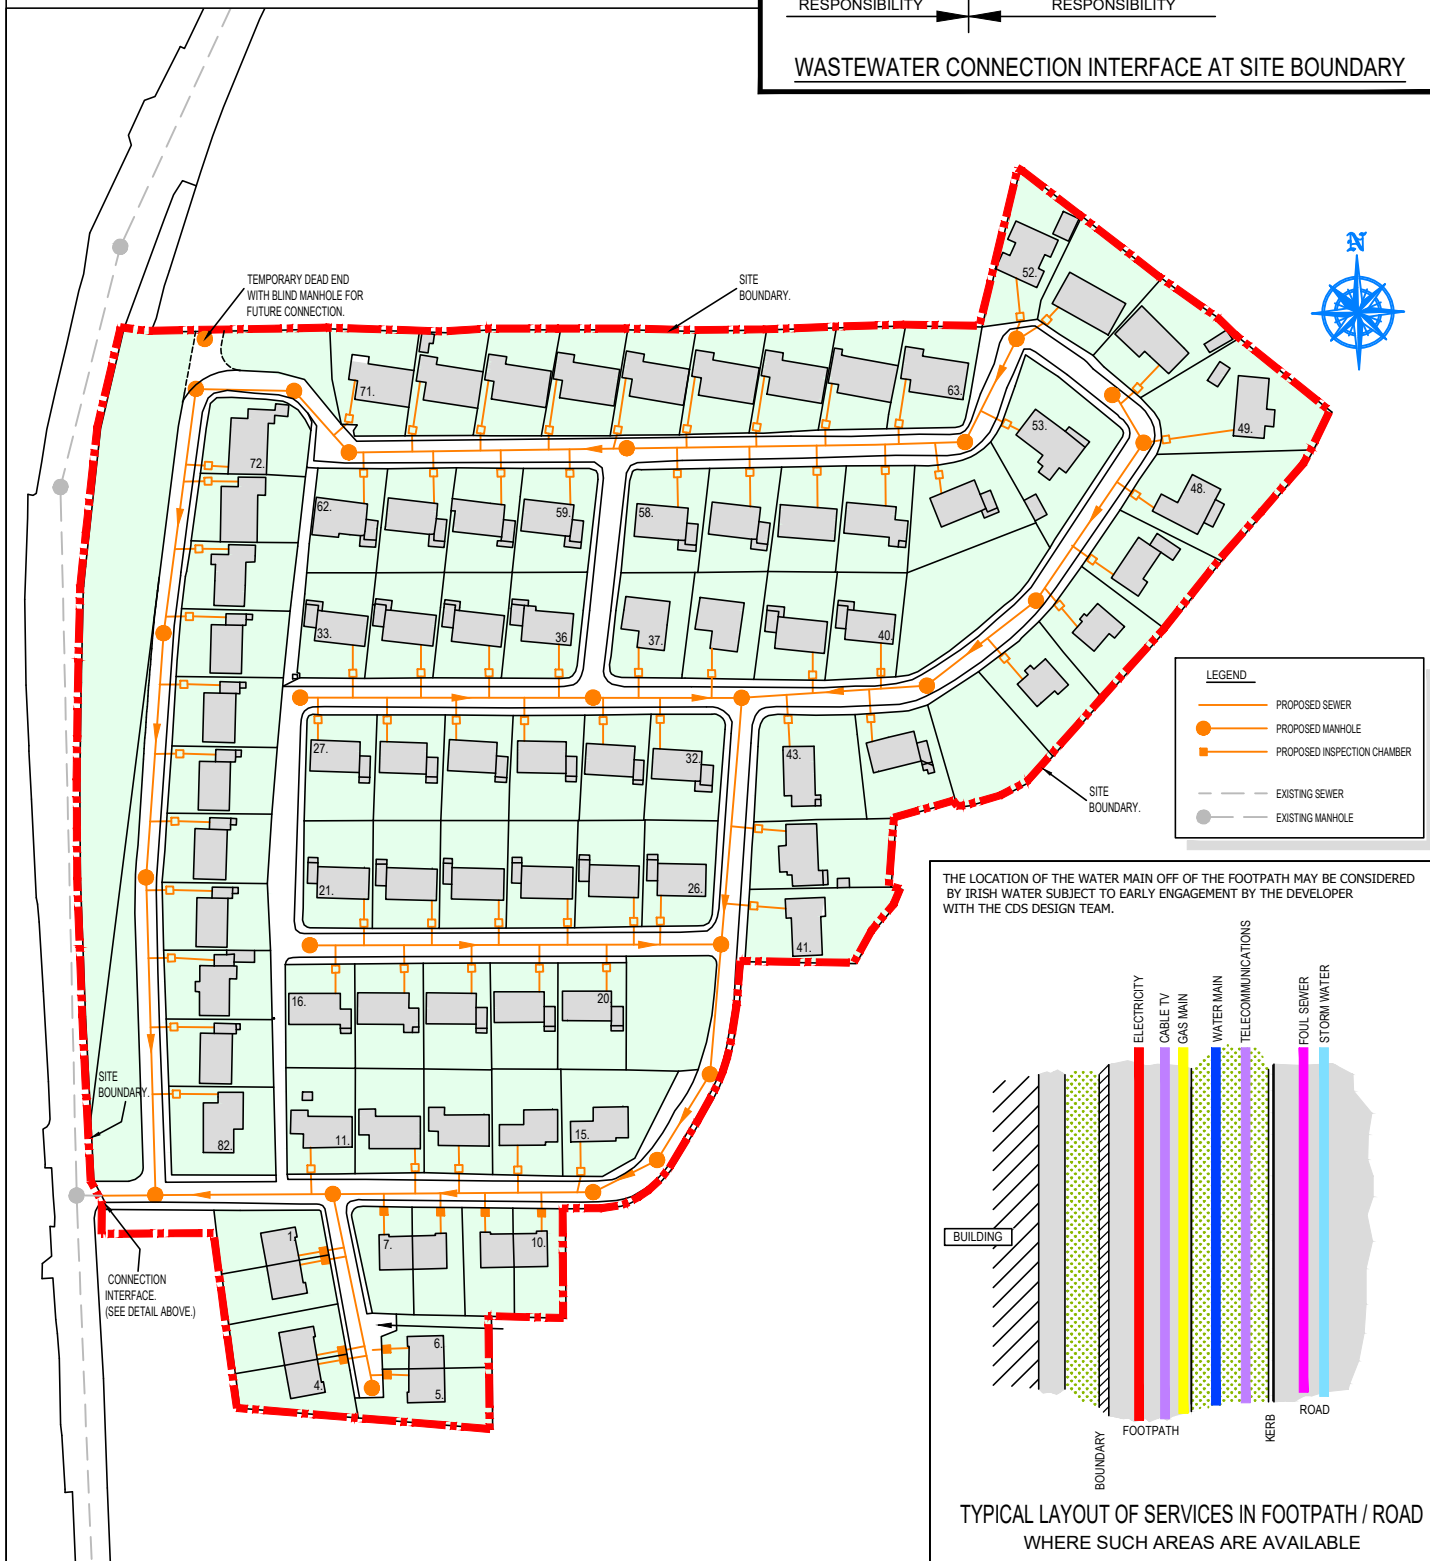 RESPONSIBILITY
RESPONSIBILITY
WASTEWATER CONNECTION INTERFACE AT SITE BOUNDARY
TEMPORARY DEAD END
WITH BLIND MANHOLE FOR
FUTURE CONNECTION.
SITE
BOUNDARY.
N
52.
71.
63.
53.
49.
72.
48.
62.
59.
58.
33.
36
37.
40.
27.
32.
43.
21.
26.
41.
16.
20.
11.
15.
82.
1.
7.
10.
6.
5.
4.
SITE
BOUNDARY.
SITE
BOUNDARY.
CONNECTION
INTERFACE.
(SEE DETAIL ABOVE.)
LEGEND
PROPOSED SEWER
PROPOSED MANHOLE
PROPOSED INSPECTION CHAMBER
EXISTING SEWER
EXISTING MANHOLE
THE LOCATION OF THE WATER MAIN OFF OF THE FOOTPATH MAY BE CONSIDERED
BY IRISH WATER SUBJECT TO EARLY ENGAGEMENT BY THE DEVELOPER
WITH THE CDS DESIGN TEAM.
ELECTRICITY
CABLE TV
GAS MAIN
WATER MAIN
TELECOMMUNICATIONS
FOUL SEWER
STORM WATER
BUILDING
BOUNDARY
FOOTPATH
KERB
ROAD
TYPICAL LAYOUT OF SERVICES IN FOOTPATH / ROAD
WHERE SUCH AREAS ARE AVAILABLE